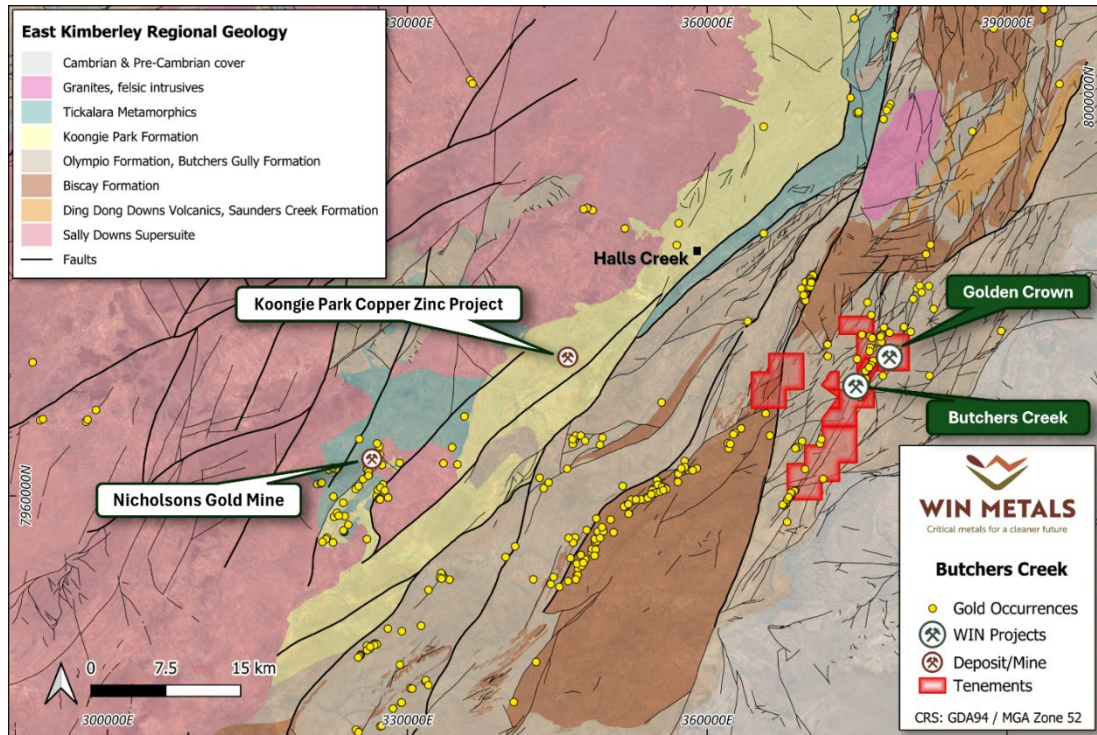 330000E
360000E
390000E
East Kimberley Regional Geology
Cambrian & Pre-Cambrian cover
Granites, felsic intrusives
Tickalara Metamorphics
Koongie Park Formation
Olympio Formation, Butchers Gully Formation
Biscay Formation
Ding Dong Downs Volcanics, Saunders Creek Formation
Sally Downs Supersuite
Faults
8000000N
Halls Creek
Koongie Park Copper Zinc Project
Golden Crown
Butchers Creek
Nicholsons Gold Mine
7960000N
WIN METALS
Critical metals for a cleaner future
Butchers Creek
Gold Occurrences
WIN Projects
Deposit/Mine
Tenements
CRS: GDA94 / MGA Zone 52
0 7.5 15 km
300000E
330000E
360000E